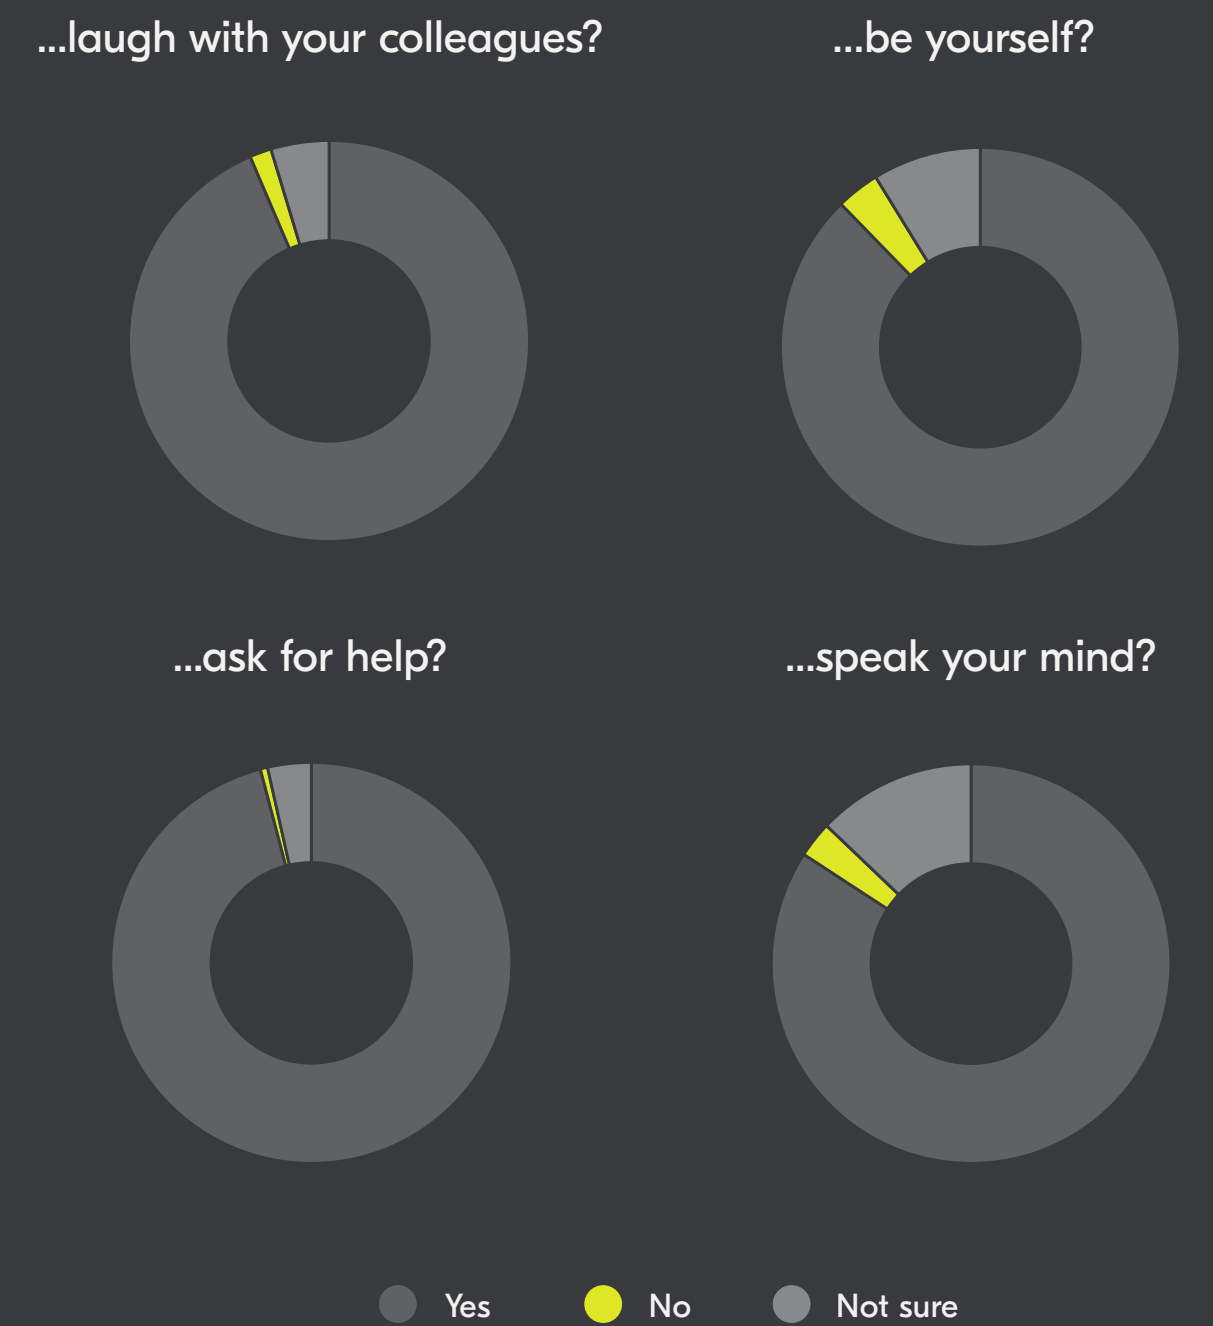 ...laugh with your colleagues?
...be yourself?
...ask for help?
...speak your mind?
Yes
No
Not sure